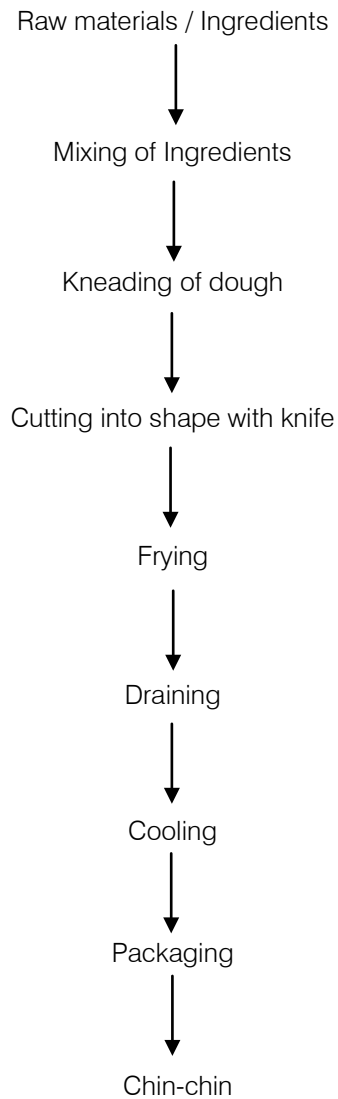 Raw materials / Ingredients
Mixing of Ingredients
Kneading of dough
Cutting into shape with knife
Frying
Draining
Cooling
Packaging
Chin-chin